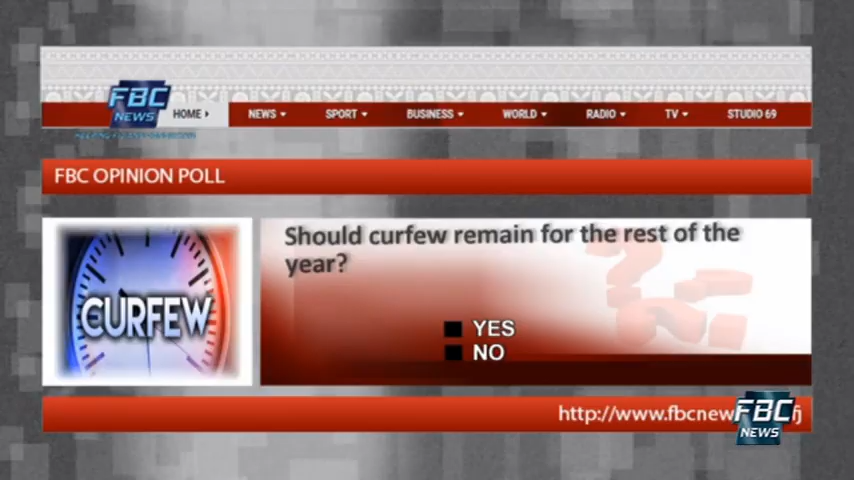 FBC
NEWS
HOME
NEWS
SPORT
BUSINESS
WORLD
RADIO
TV
STUDIO 69
FBC OPINION POLL
CURFEW
Should curfew remain for the rest of the
year?
YES
NO
http://www.fbcnew
fj
FBC
NEWS